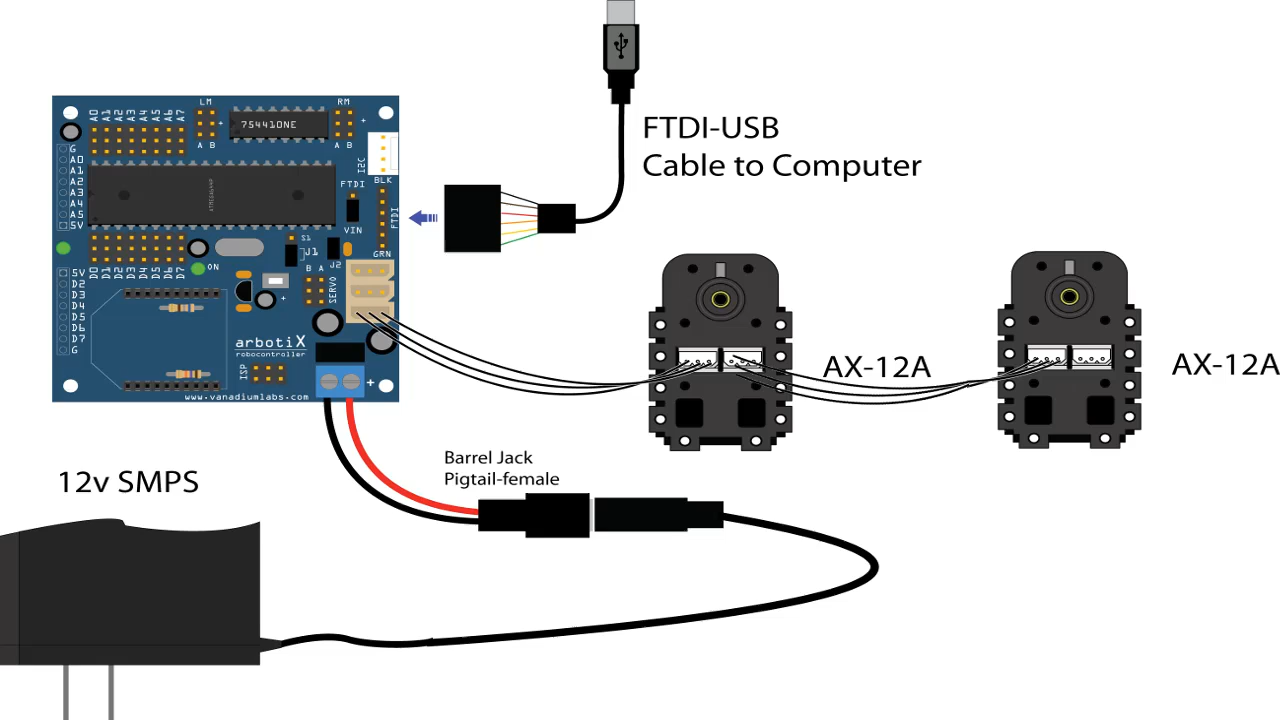 FTDI-USB
Cable to Computer
LM
RM
A0 A1 A2 A3 A4 A5 A6 A7
+
75441ONE
+
A B
A B
G
A0
A1
A2
A3
A4
A5
5V
I2C
FTDI
BLK
FTDI
VIN
GRN
S1
J1
J2
D0 D1 D2 D3 D4 D5 D6 D7
ON
B A
SERVO
+
5V
D2
D3
D4
D5
D6
D7
G
arbotiX
robocontroller
ISP
+
www.vanadiumlabs.com
AX-12A
AX-12A
Barrel Jack
Pigtail-female
12v SMPS